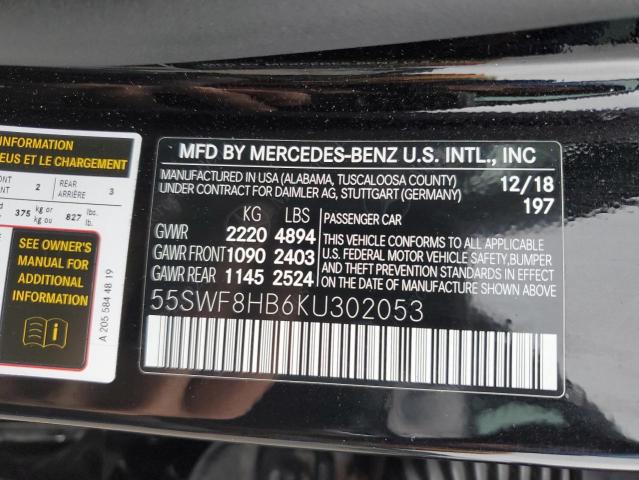 INFORMATION
EUS ET LE CHARGEMENT
2 REAR ARRIÈRE 3
375 kg or kg ou 827 lbs. lb.
SEE OWNER'S
MANUAL FOR
ADDITIONAL
INFORMATION
A 205 584 48 19
MFD BY MERCEDES-BENZ U.S. INTL., INC
MANUFACTURED IN USA (ALABAMA, TUSCALOOSA COUNTY) 12/18
UNDER CONTRACT FOR DAIMLER AG, STUTTGART (GERMANY) 197
KG LBS PASSENGER CAR
GVWR 2220 4894
GAWR FRONT 1090 2403
GAWR REAR 1145 2524
THIS VEHICLE CONFORMS TO ALL APPLICABLE
U.S. FEDERAL MOTOR VEHICLE SAFETY,BUMPER
AND THEFT PREVENTION STANDARDS IN EFFECT
ON THE DATE OF MANUFACTURE SHOWN ABOVE.
55SWF8HB6KU302053